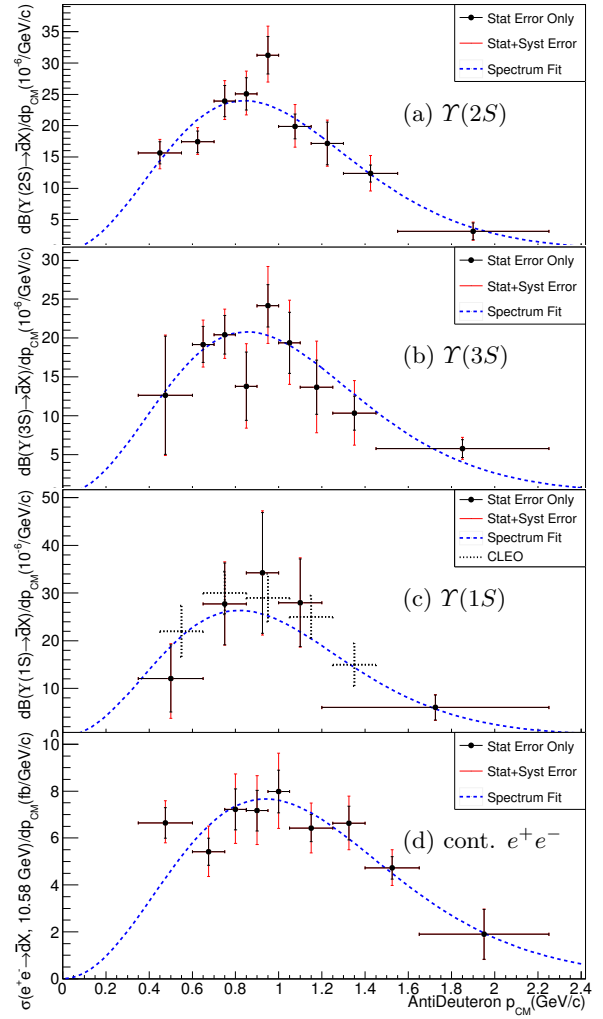 dB(ϒ(2S)→d̅X)/dp_CM(10⁻⁶/GeV/c)
35
30
25
20
15
10
5
Stat Error Only
Stat+Syst Error
Spectrum Fit
(a) ϒ(2S)
dB(ϒ(3S)→d̅X)/dp_CM(10⁻⁶/GeV/c)
30
25
20
15
10
5
Stat Error Only
Stat+Syst Error
Spectrum Fit
(b) ϒ(3S)
dB(ϒ(1S)→d̅X)/dp_CM(10⁻⁶/GeV/c)
50
40
30
20
10
0
Stat Error Only
Stat+Syst Error
Spectrum Fit
CLEO
(c) ϒ(1S)
σ(e⁺e⁻→d̅X, 10.58 GeV)/dp_CM(fb/GeV/c)
8
6
4
2
0
Stat Error Only
Stat+Syst Error
Spectrum Fit
(d) cont. e⁺e⁻
0 0.2 0.4 0.6 0.8 1 1.2 1.4 1.6 1.8 2 2.2 2.4
AntiDeuteron p_CM(GeV/c)